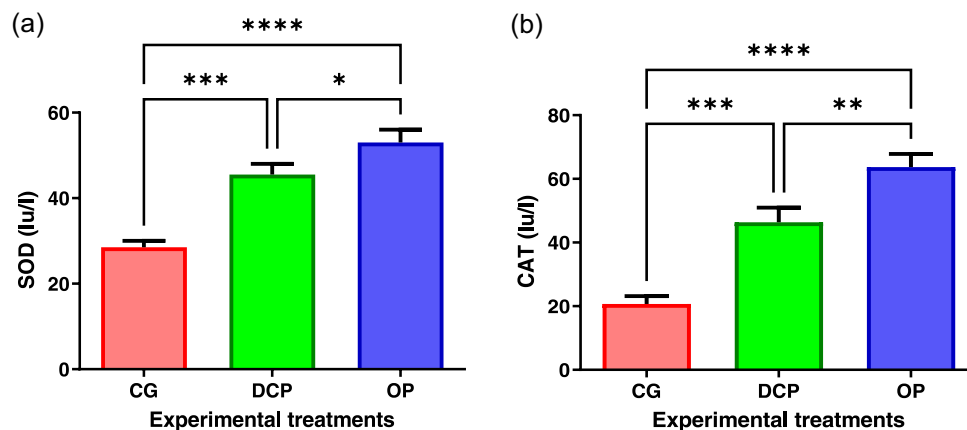 (a)
****
***
*
60
40
20
0
SOD (Iu/l)
CG
DCP
OP
Experimental treatments
(b)
****
***
**
80
60
40
20
0
CAT (Iu/l)
CG
DCP
OP
Experimental treatments